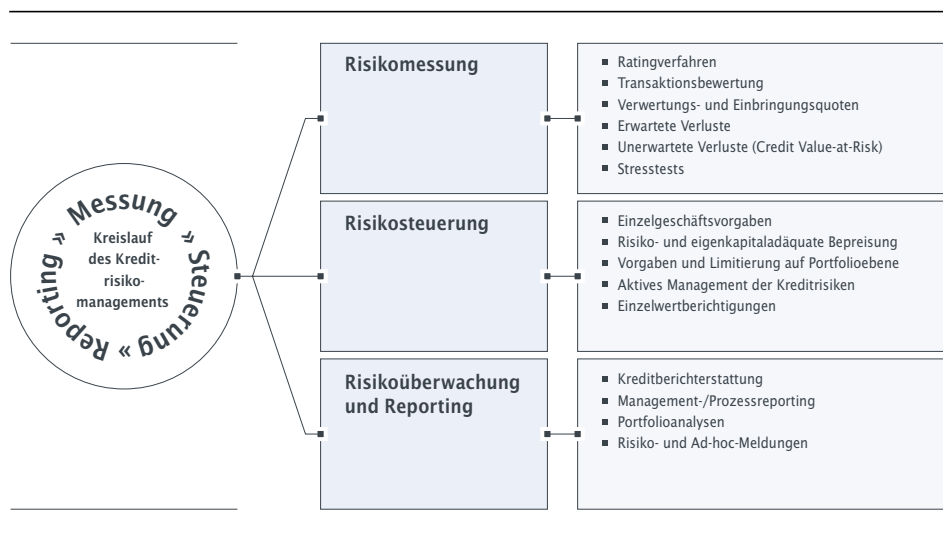 Messung » Steuerung » Reporting »
Kreislauf
des Kredit-
risiko-
managements
Risikomessung
▪ Ratingverfahren
▪ Transaktionsbewertung
▪ Verwertungs- und Einbringungsquoten
▪ Erwartete Verluste
▪ Unerwartete Verluste (Credit Value-at-Risk)
▪ Stresstests
Risikosteuerung
▪ Einzelgeschäftsvorgaben
▪ Risiko- und eigenkapitaladäquate Bepreisung
▪ Vorgaben und Limitierung auf Portfolioebene
▪ Aktives Management der Kreditrisiken
▪ Einzelwertberichtigungen
Risikoüberwachung
und Reporting
▪ Kreditberichterstattung
▪ Management-/Prozessreporting
▪ Portfolioanalysen
▪ Risiko- und Ad-hoc-Meldungen